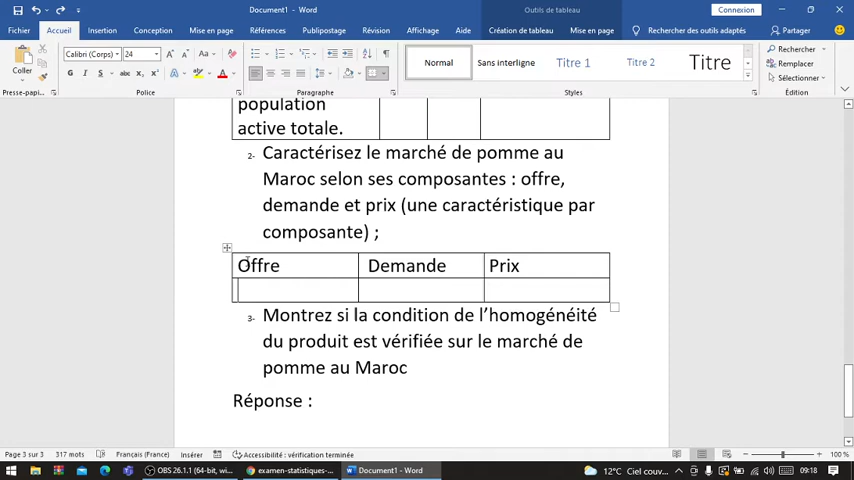 Document1 - Word
Outils de tableau
Connexion
Fichier Accueil Insertion Conception Mise en page Références Publipostage Révision Affichage Aide Création de tableau Mise en page Rechercher des outils adaptés Partager
Coller
Calibri (Corps) 24
Normal
Sans interligne
Titre 1
Titre 2
Titre
Rechercher
Remplacer
Sélectionner
Presse-papi... Police Paragraphe Styles Édition
population
active totale.
2- Caractérisez le marché de pomme au
Maroc selon ses composantes : offre,
demande et prix (une caractéristique par
composante) ;
Offre Demande Prix
3- Montrez si la condition de l’homogénéité
du produit est vérifiée sur le marché de
pomme au Maroc
Réponse :
Page 3 sur 3 317 mots Français (France) Insérer Accessibilité : vérification terminée 100 %
OBS 26.1.1 (64-bit, wi... examen-statistiques-... Document1 - Word 12°C Ciel couv... 09:18